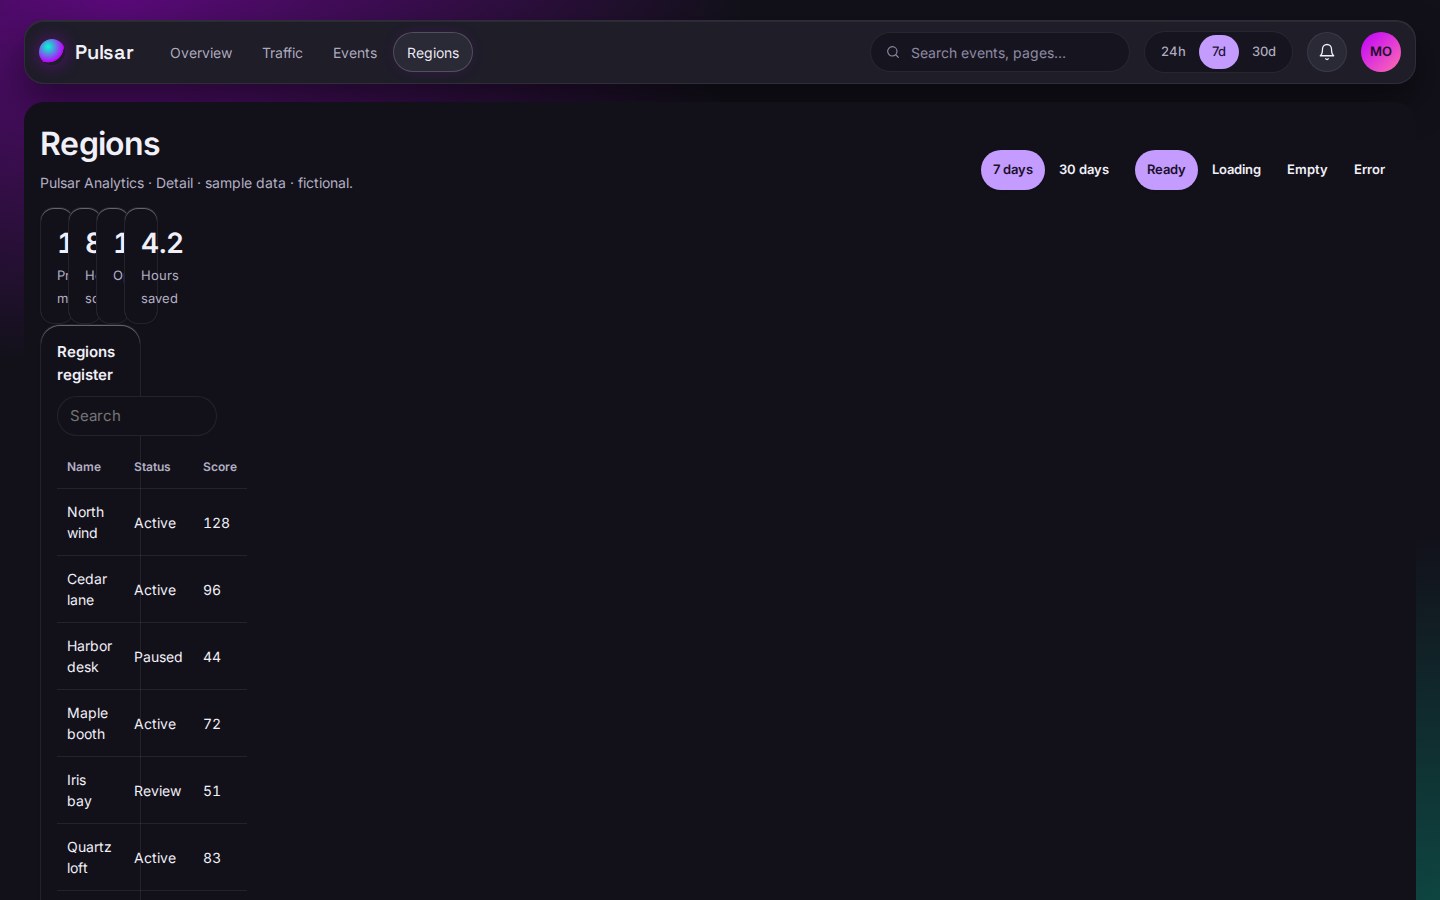 Pulsar
Overview
Traffic
Events
Regions
Search events, pages...
24h
7d
30d
MO
Regions
Pulsar Analytics · Detail · sample data · fictional.
7 days
30 days
Ready
Loading
Empty
Error
4.2
Hours
saved
Regions
register
Search
Name Status Score
North
wind
Active 128
Cedar
lane
Active 96
Harbor
desk
Paused 44
Maple
booth
Active 72
Iris
bay
Review 51
Quartz
loft
Active 83